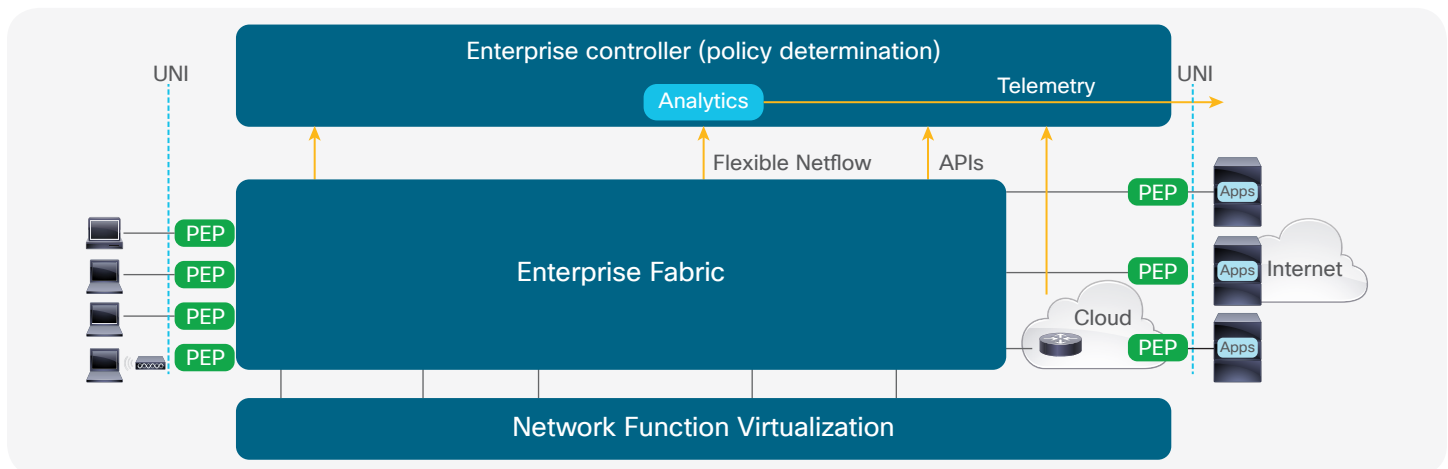 Enterprise controller (policy determination)
UNI
UNI
Telemetry
Analytics
Flexible Netflow
APIs
PEP
Apps
PEP
Enterprise Fabric
PEP
PEP
Apps
Internet
PEP
Cloud
PEP
PEP
Apps
Network Function Virtualization